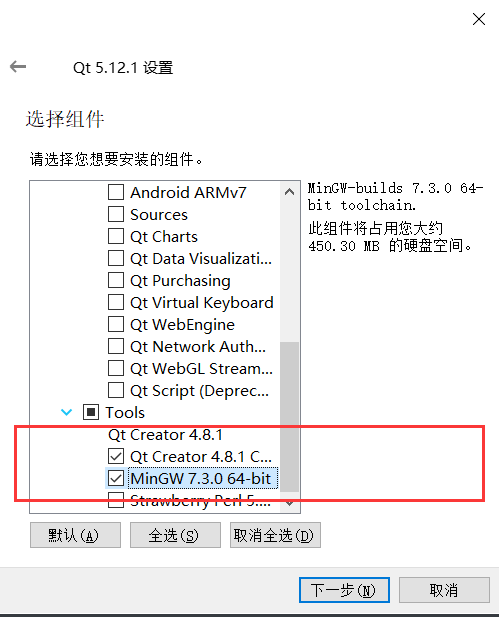 Qt 5.12.1 设置
选择组件
请选择您想要安装的组件。
Android ARMv7
Sources
Qt Charts
Qt Data Visualizati...
Qt Purchasing
Qt Virtual Keyboard
Qt WebEngine
Qt Network Auth...
Qt WebGL Stream...
Qt Script (Deprec...
Tools
Qt Creator 4.8.1
Qt Creator 4.8.1 C...
MinGW 7.3.0 64-bit
Strawberry Perl 5....
MinGW-builds 7.3.0 64-
bit toolchain.
此组件将占用您大约
450.30 MB 的硬盘空间。
默认(A)
全选(S)
取消全选(D)
下一步(N)
取消